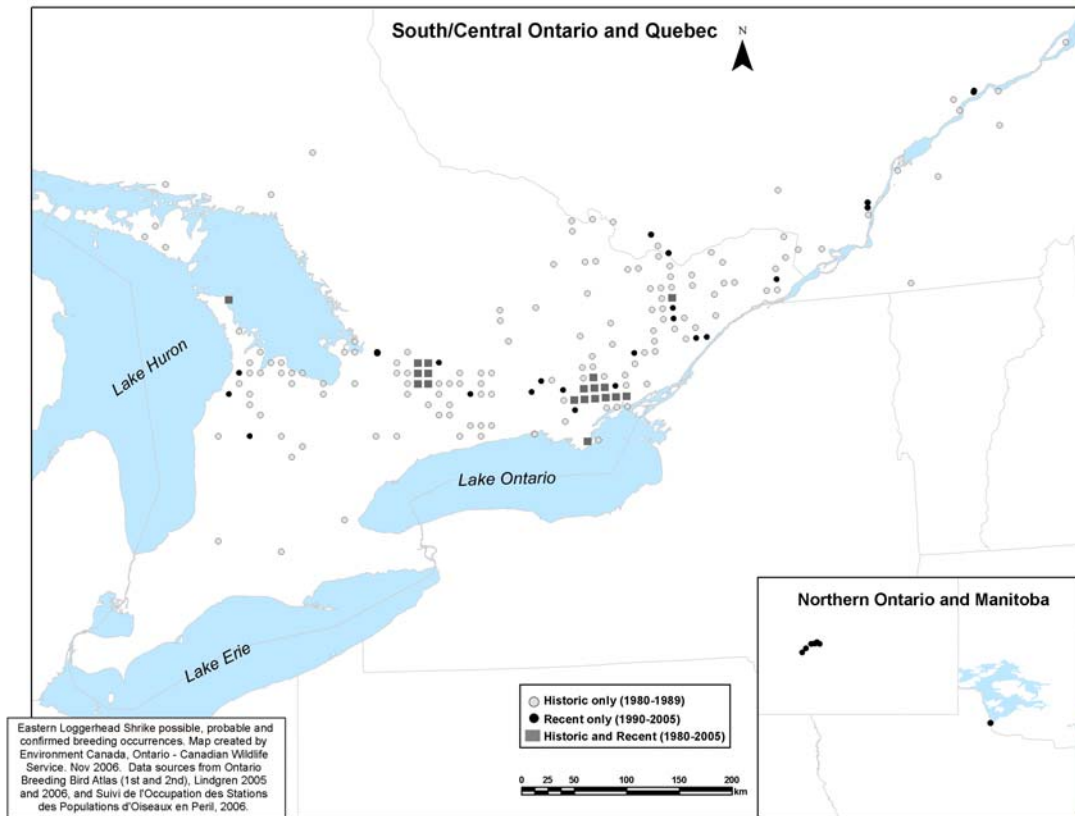 South/Central Ontario and Quebec
N
Lake Huron
Lake Ontario
Lake Erie
Northern Ontario and Manitoba
Historic only (1980-1989)
Recent only (1990-2005)
Historic and Recent (1980-2005)
0 25 50 100 150 200
km
Eastern Loggerhead Shrike possible, probable and
confirmed breeding occurrences. Map created by
Environment Canada, Ontario - Canadian Wildlife
Service. Nov 2006. Data sources from Ontario
Breeding Bird Atlas (1st and 2nd), Lindgren 2005
and 2006, and Suivi de l'Occupation des Stations
des Populations d'Oiseaux en Peril, 2006.